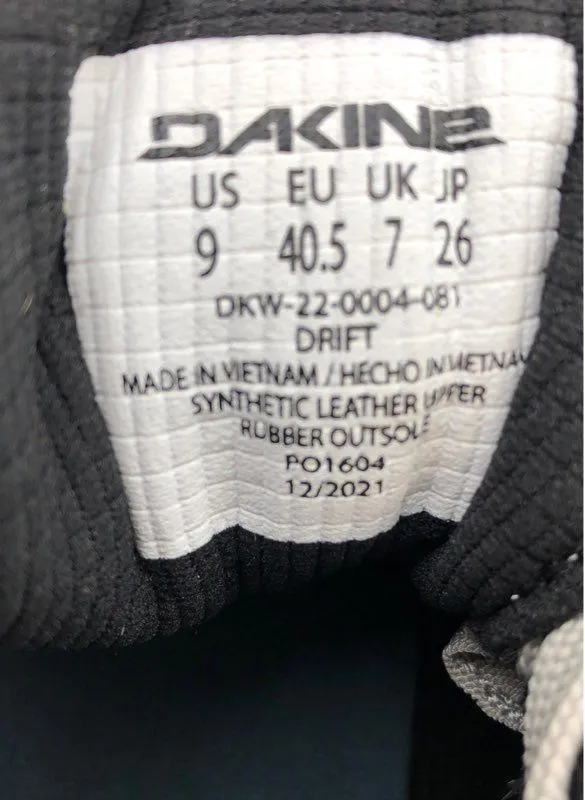 DAKINE
US EU UK JP
9 40.5 7 26
DKW-22-0004-081
DRIFT
MADE IN VIETNAM / HECHO IN VIETNAM
SYNTHETIC LEATHER UPPER
RUBBER OUTSOLE
PO1604
12/2021